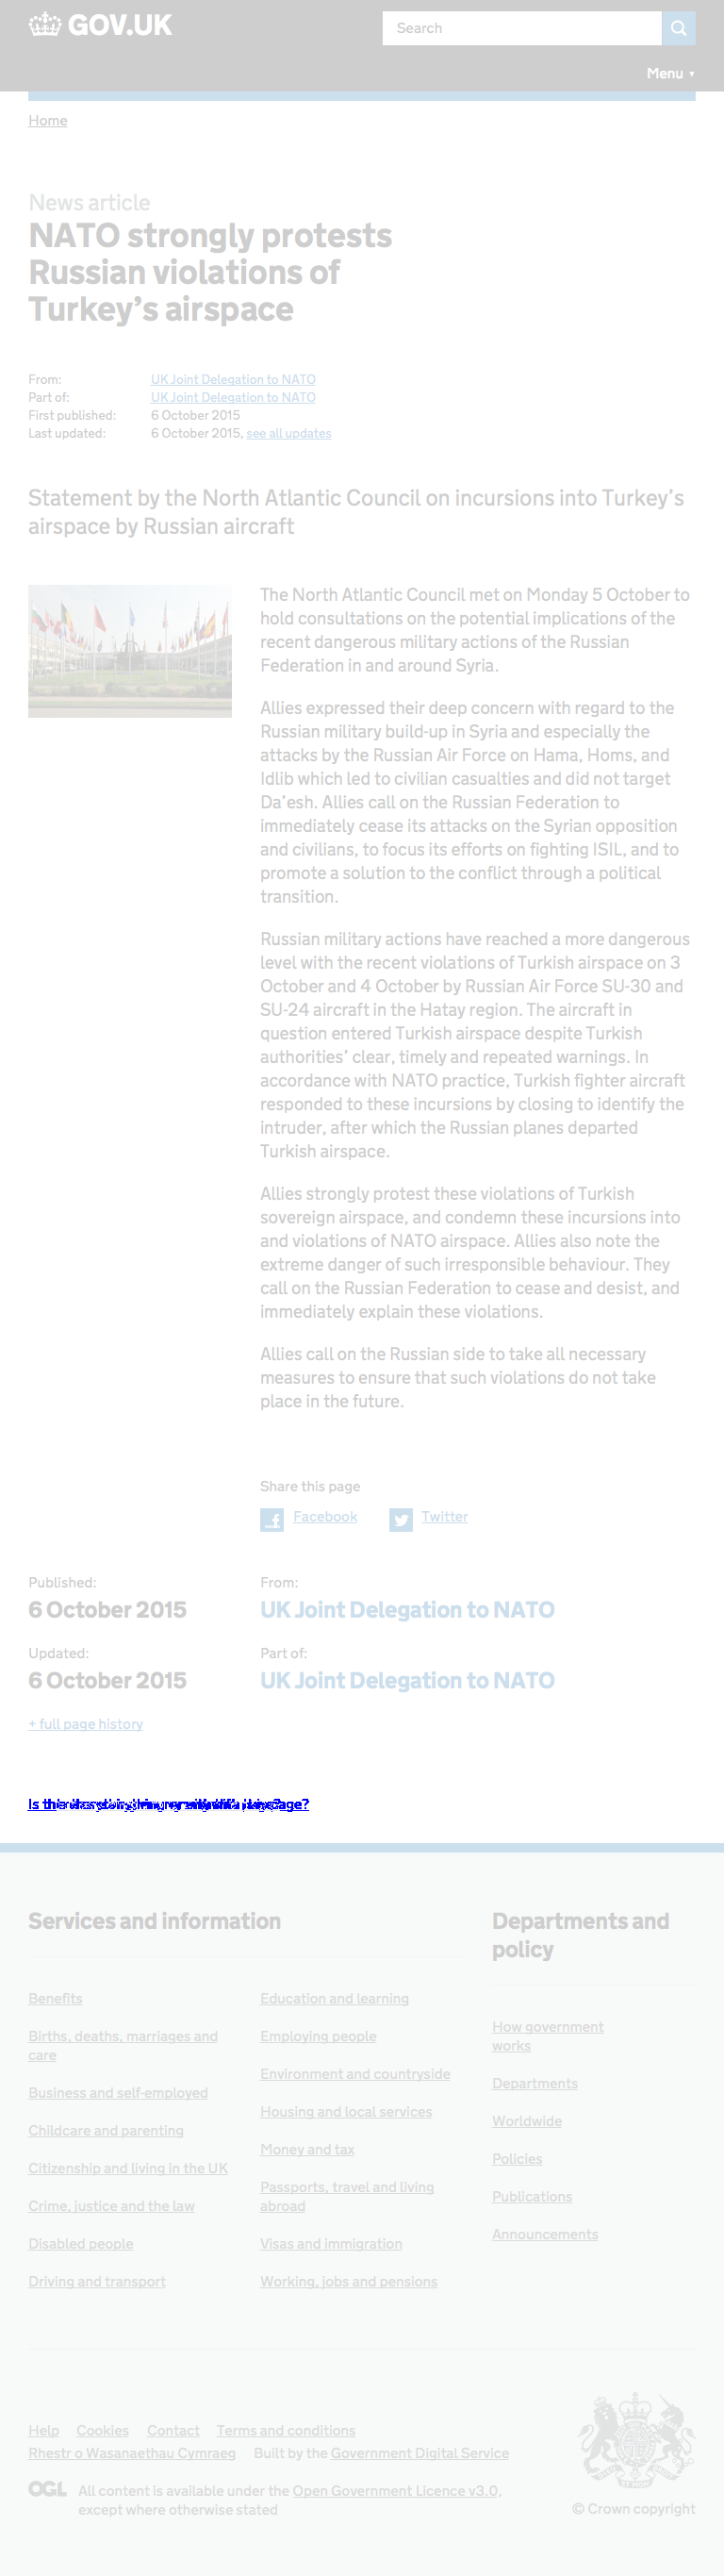 GOV.UK
Search
Menu ▼
Home
News article
NATO strongly protests
Russian violations of
Turkey’s airspace
From: UK Joint Delegation to NATO
Part of: UK Joint Delegation to NATO
First published: 6 October 2015
Last updated: 6 October 2015, see all updates
Statement by the North Atlantic Council on incursions into Turkey’s
airspace by Russian aircraft
The North Atlantic Council met on Monday 5 October to
hold consultations on the potential implications of the
recent dangerous military actions of the Russian
Federation in and around Syria.
Allies expressed their deep concern with regard to the
Russian military build-up in Syria and especially the
attacks by the Russian Air Force on Hama, Homs, and
Idlib which led to civilian casualties and did not target
Da’esh. Allies call on the Russian Federation to
immediately cease its attacks on the Syrian opposition
and civilians, to focus its efforts on fighting ISIL, and to
promote a solution to the conflict through a political
transition.
Russian military actions have reached a more dangerous
level with the recent violations of Turkish airspace on 3
October and 4 October by Russian Air Force SU-30 and
SU-24 aircraft in the Hatay region. The aircraft in
question entered Turkish airspace despite Turkish
authorities’ clear, timely and repeated warnings. In
accordance with NATO practice, Turkish fighter aircraft
responded to these incursions by closing to identify the
intruder, after which the Russian planes departed
Turkish airspace.
Allies strongly protest these violations of Turkish
sovereign airspace, and condemn these incursions into
and violations of NATO airspace. Allies also note the
extreme danger of such irresponsible behaviour. They
call on the Russian Federation to cease and desist, and
immediately explain these violations.
Allies call on the Russian side to take all necessary
measures to ensure that such violations do not take
place in the future.
Share this page
Facebook Twitter
Published: From:
6 October 2015 UK Joint Delegation to NATO
Updated: Part of:
6 October 2015 UK Joint Delegation to NATO
+ full page history
Services and information
Departments and
policy
Benefits
Births, deaths, marriages and
care
Business and self-employed
Childcare and parenting
Citizenship and living in the UK
Crime, justice and the law
Disabled people
Driving and transport
Education and learning
Employing people
Environment and countryside
Housing and local services
Money and tax
Passports, travel and living
abroad
Visas and immigration
Working, jobs and pensions
How government
works
Departments
Worldwide
Policies
Publications
Announcements
Help Cookies Contact Terms and conditions
Rhestr o Wasanaethau Cymraeg Built by the Government Digital Service
OGL All content is available under the Open Government Licence v3.0,
except where otherwise stated
© Crown copyright